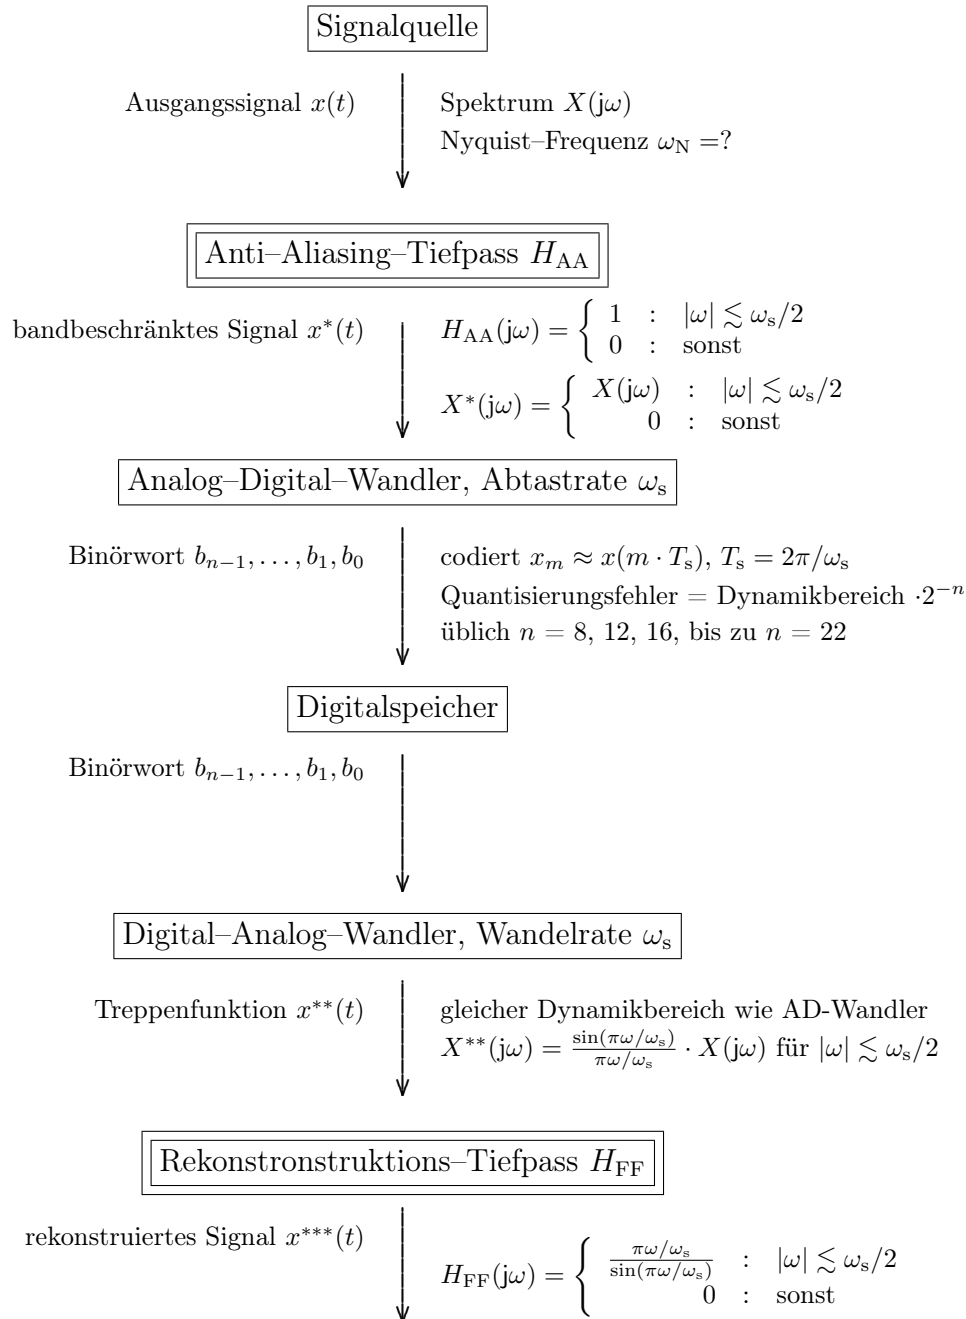 Signalquelle
Ausgangssignal x(t)
Spektrum X(jω)
Nyquist–Frequenz ω_N =?
Anti–Aliasing–Tiefpass H_AA
bandbeschränktes Signal x*(t)
H_AA(jω) = { 1 : |ω| ≲ ω_s/2
0 : sonst
X*(jω) = { X(jω) : |ω| ≲ ω_s/2
0 : sonst
Analog–Digital–Wandler, Abtastrate ω_s
Binörwort b_{n−1}, . . . , b_1, b_0
codiert x_m ≈ x(m · T_s), T_s = 2π/ω_s
Quantisierungsfehler = Dynamikbereich ·2^{−n}
üblich n = 8, 12, 16, bis zu n = 22
Digitalspeicher
Binörwort b_{n−1}, . . . , b_1, b_0
Digital–Analog–Wandler, Wandelrate ω_s
Treppenfunktion x**(t)
gleicher Dynamikbereich wie AD-Wandler
X**(jω) = sin(πω/ω_s)/(πω/ω_s) · X(jω) für |ω| ≲ ω_s/2
Rekonstronstruktions–Tiefpass H_FF
rekonstruiertes Signal x***(t)
H_FF(jω) = { (πω/ω_s)/sin(πω/ω_s) : |ω| ≲ ω_s/2
0 : sonst